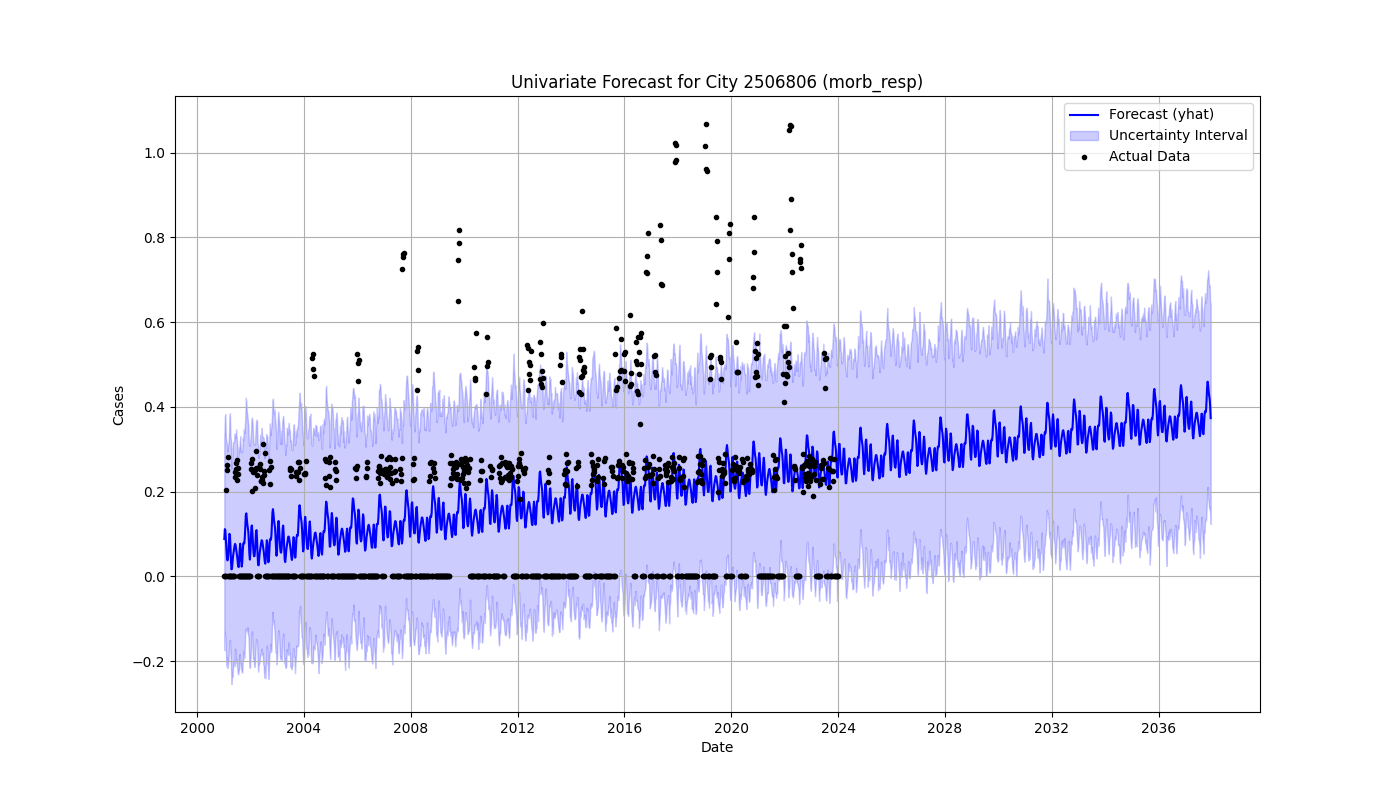 Univariate Forecast for City 2506806 (morb_resp)
Forecast (yhat)
Uncertainty Interval
Actual Data
Cases
1.0
0.8
0.6
0.4
0.2
0.0
−0.2
2000 2004 2008 2012 2016 2020 2024 2028 2032 2036
Date